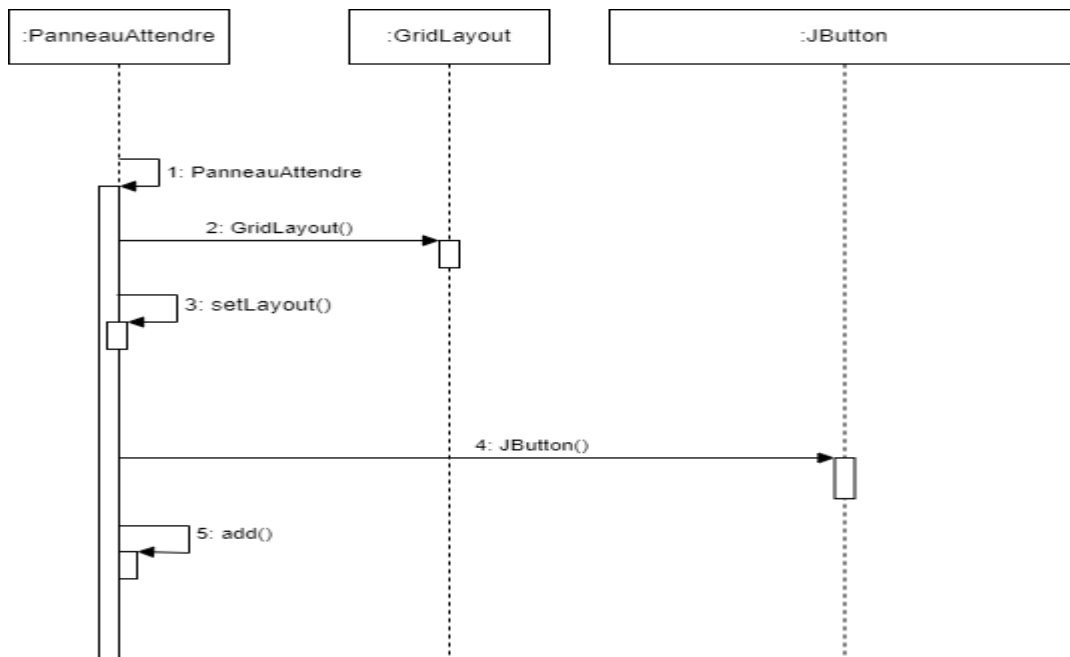 :PanneauAttendre
:GridLayout
:JButton
1: PanneauAttendre
2: GridLayout()
3: setLayout()
4: JButton()
5: add()